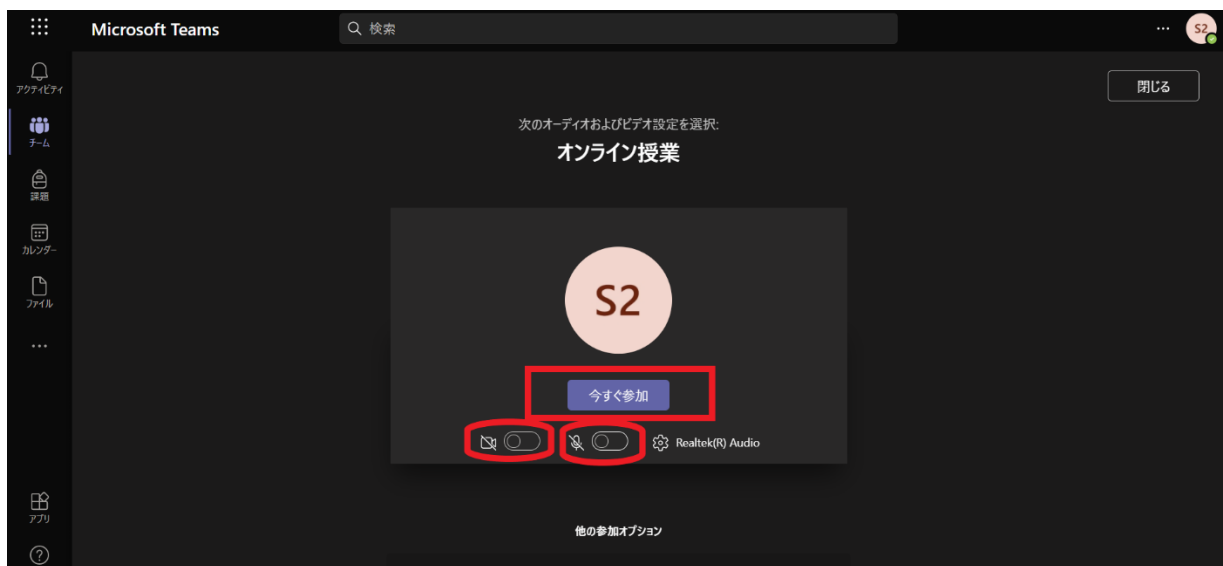 Microsoft Teams
検索
S2
アクティビティ
チーム
課題
カレンダー
ファイル
アプリ
閉じる
次のオーディオおよびビデオ設定を選択:
オンライン授業
S2
今すぐ参加
Realtek(R) Audio
他の参加オプション